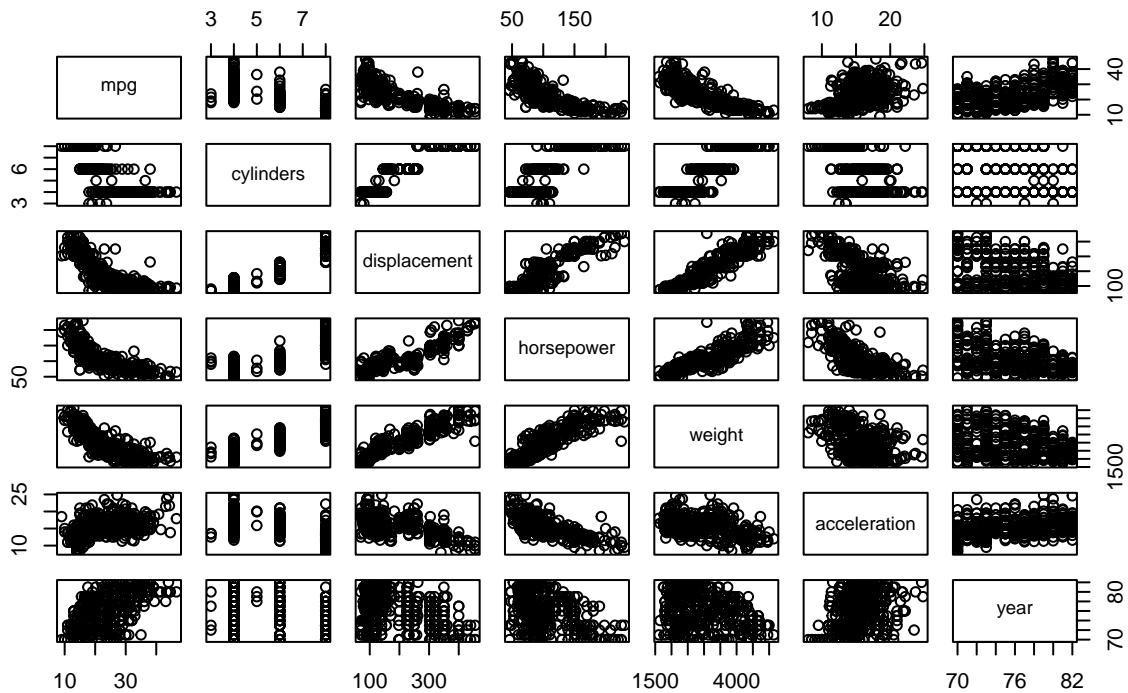 3 5 7 50 150 10 20
mpg 10 40
3 6 cylinders
displacement 100
50 horsepower
weight 1500
10 25 acceleration
year 70 80
10 30 100 300 1500 4000 70 76 82